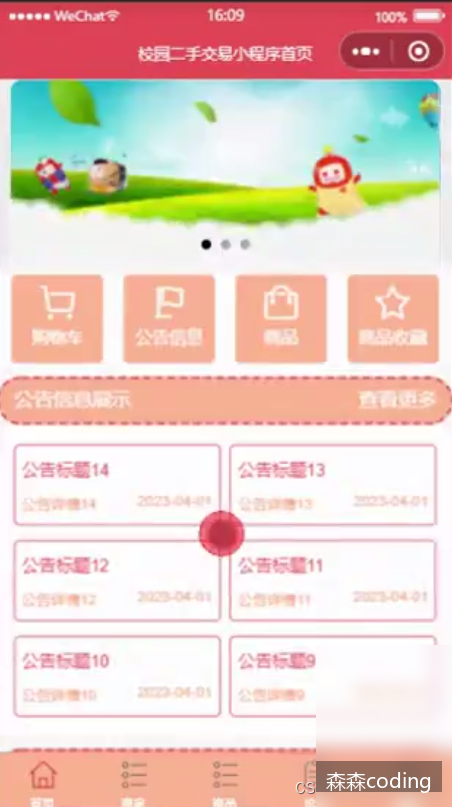 WeChat 16:09 100%
校园二手交易小程序首页
购物车 公告信息 商品 商品收藏
公告信息展示 查看更多
公告标题14 公告标题13
公告详情14 2023-04-01 公告详情13 2023-04-01
公告标题12 公告标题11
公告详情12 2023-04-01 公告详情11 2023-04-01
公告标题10 公告标题9
公告详情10 2023-04-01 公告详情9
首页
森森coding